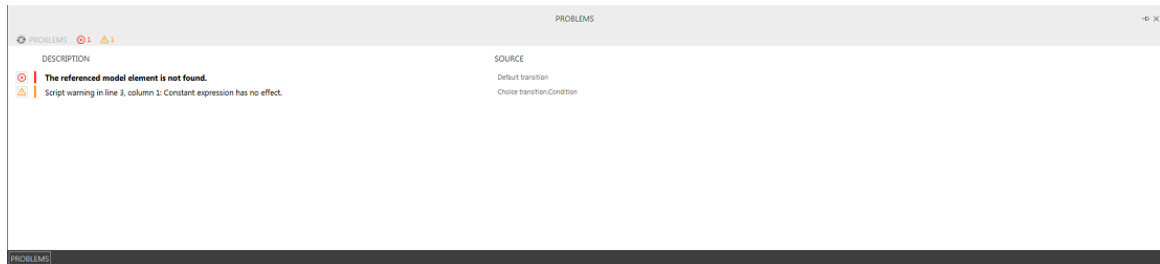 PROBLEMS
PROBLEMS 1 1
DESCRIPTION SOURCE
The referenced model element is not found. Default transition
Script warning in line 3, column 1: Constant expression has no effect. Choice transition.Condition
PROBLEMS